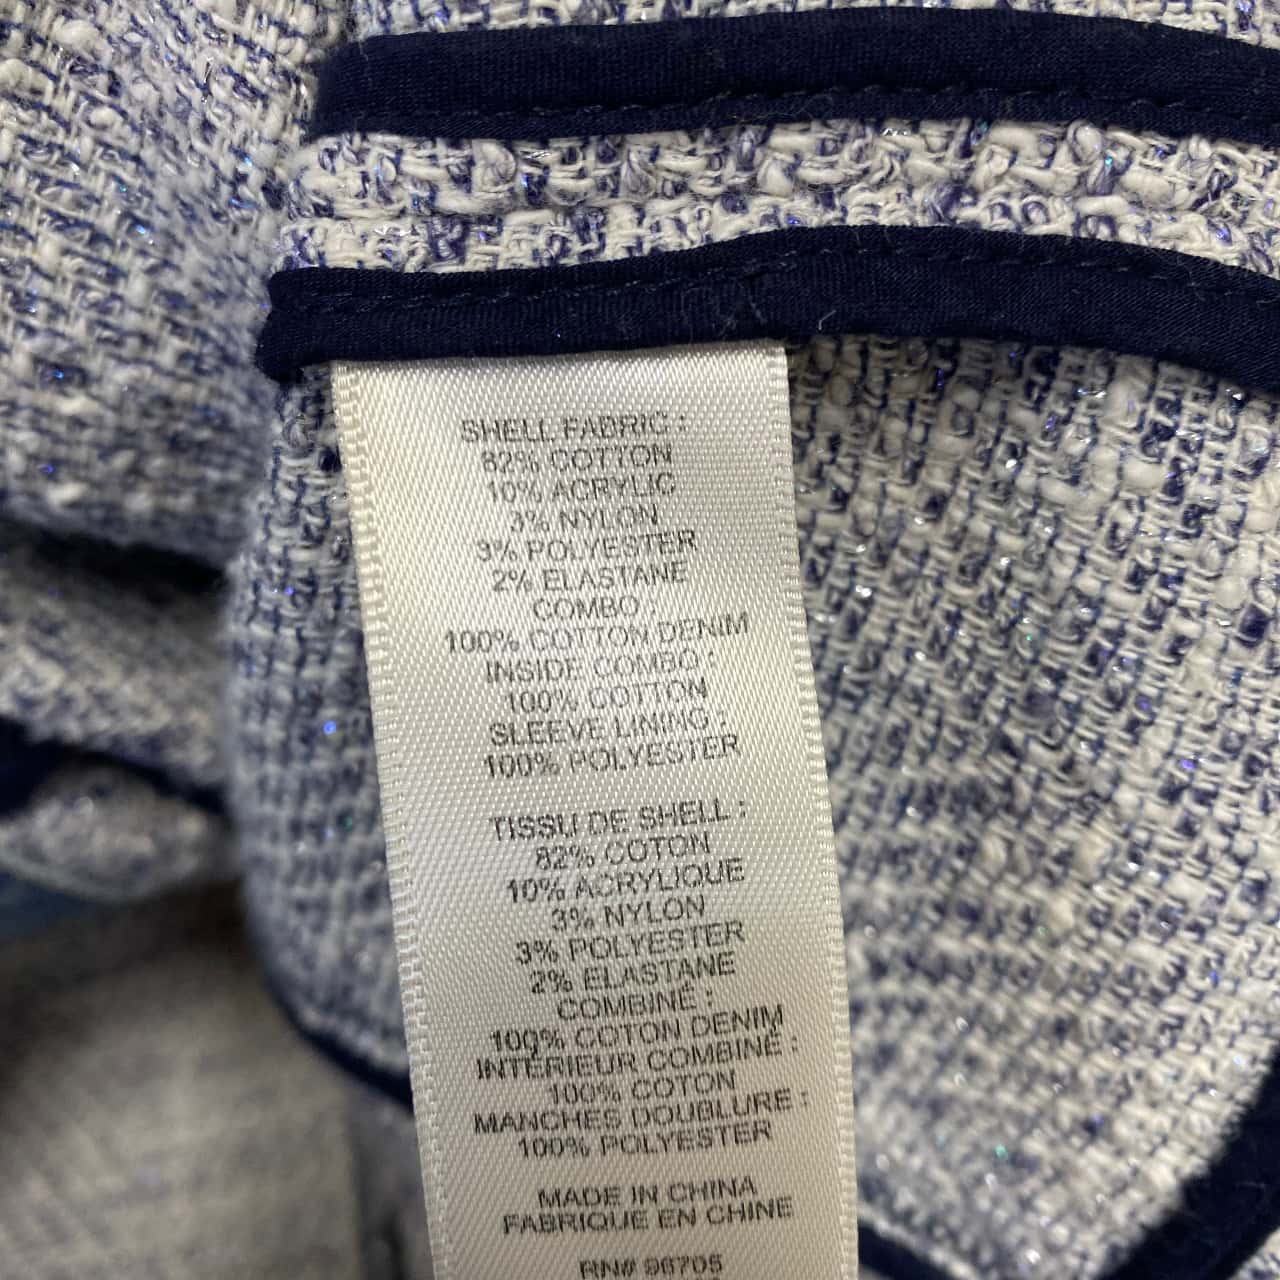 SHELL FABRIC :
82% COTTON
10% ACRYLIC
3% NYLON
3% POLYESTER
2% ELASTANE
COMBO :
100% COTTON DENIM
INSIDE COMBO :
100% COTTON
SLEEVE LINING :
100% POLYESTER
TISSU DE SHELL :
82% COTON
10% ACRYLIQUE
3% NYLON
3% POLYESTER
2% ELASTANE
COMBINÉ :
100% COTON DENIM
INTÉRIEUR COMBINÉ :
100% COTON
MANCHES DOUBLURE :
100% POLYESTER
MADE IN CHINA
FABRIQUE EN CHINE
RN# 96705